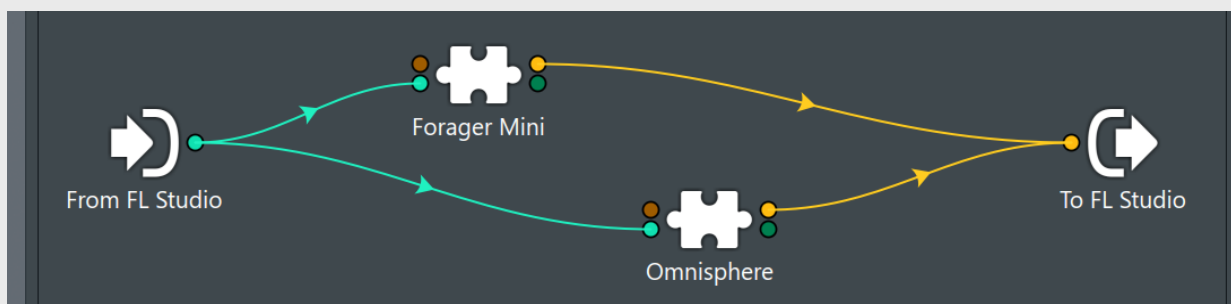 Forager Mini
From FL Studio
To FL Studio
Omnisphere